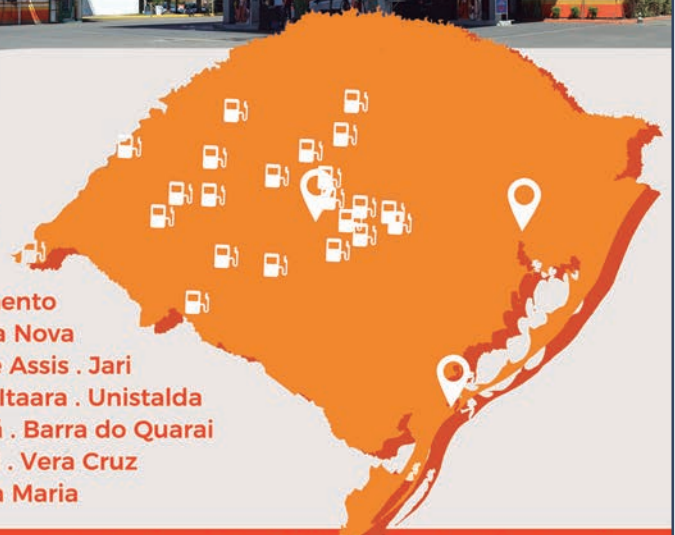 ento
a Nova
e Assis . Jari
Itaara . Unistalda
. Barra do Quarai
. Vera Cruz
a Maria